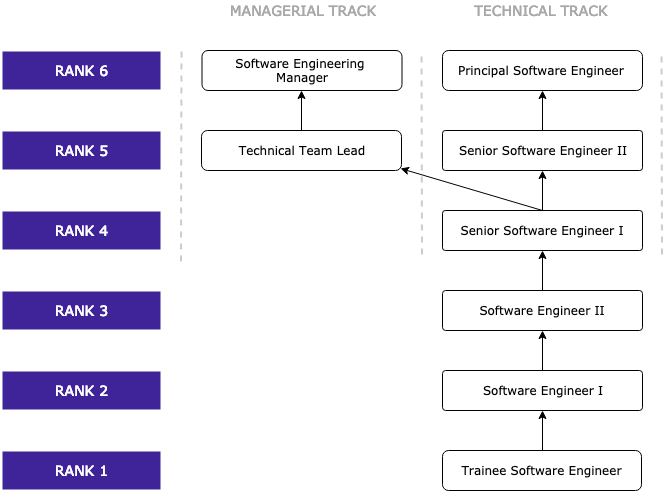 MANAGERIAL TRACK
TECHNICAL TRACK
RANK 6
Software Engineering
Manager
Principal Software Engineer
RANK 5
Technical Team Lead
Senior Software Engineer II
RANK 4
Senior Software Engineer I
RANK 3
Software Engineer II
RANK 2
Software Engineer I
RANK 1
Trainee Software Engineer